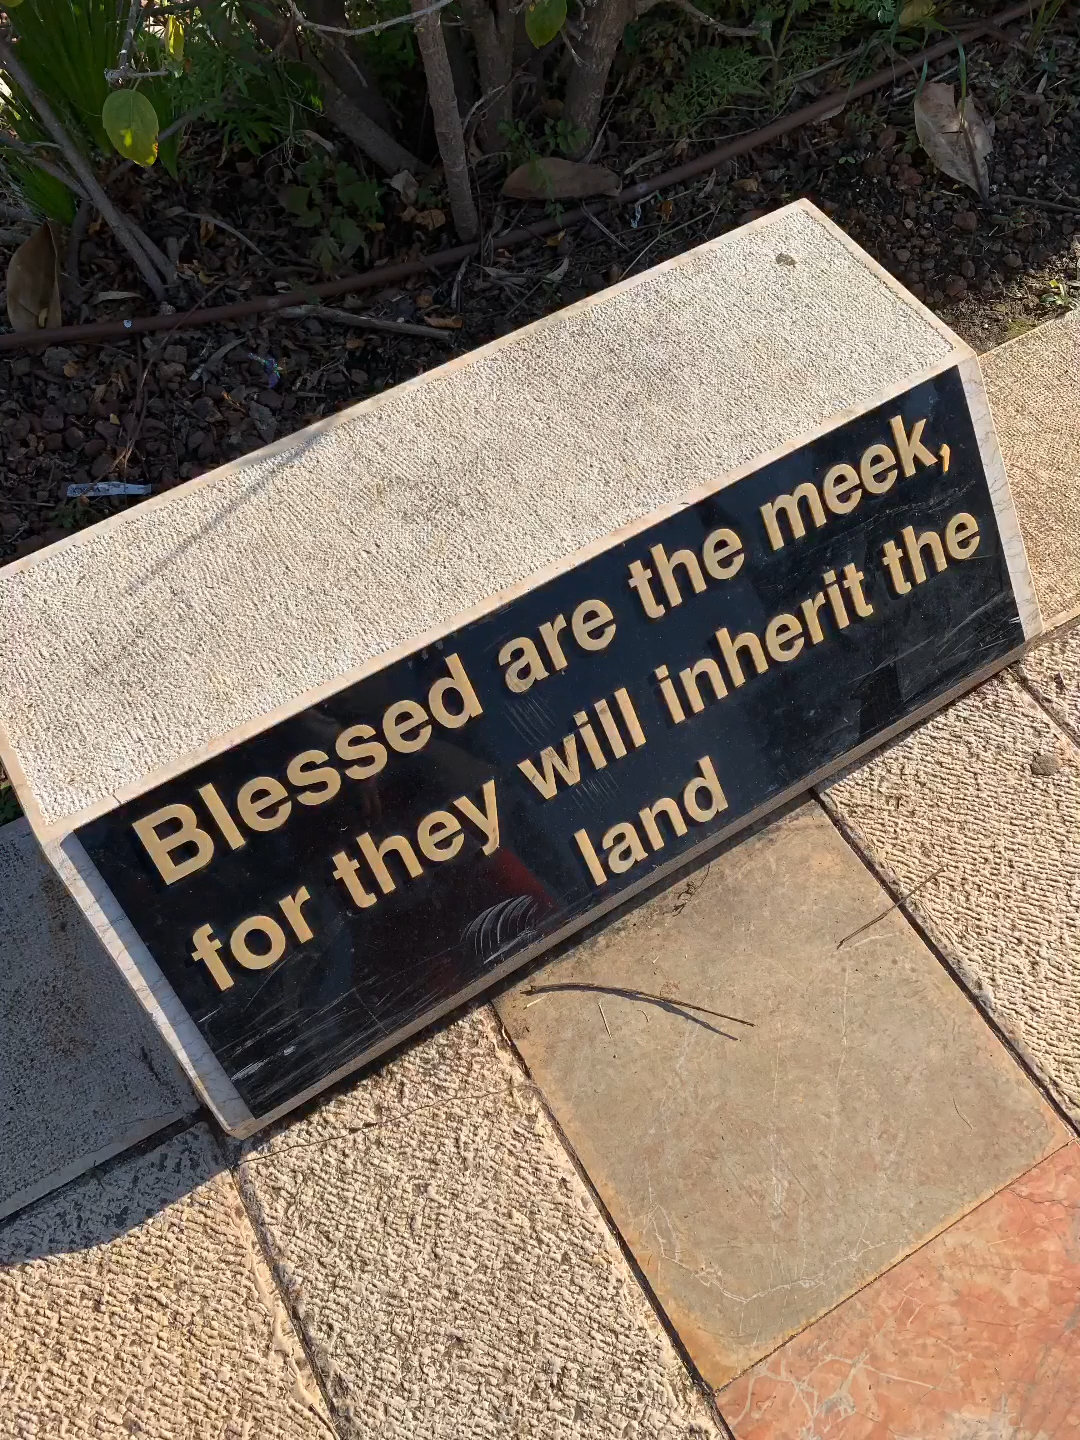 Blessed are the meek,
for they will inherit the
land